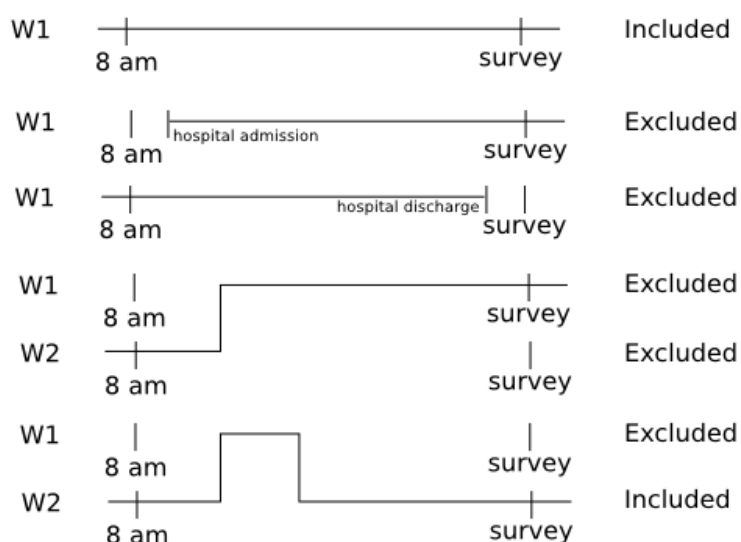 W1 Included
8 am survey
W1 Excluded
hospital admission
8 am survey
W1 Excluded
hospital discharge
8 am survey
W1 Excluded
8 am survey
W2 Excluded
8 am survey
W1 Excluded
8 am survey
W2 Included
8 am survey